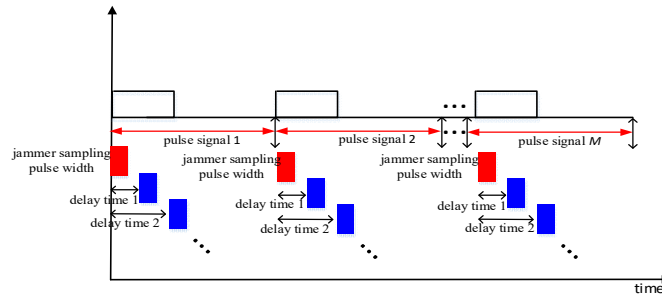 pulse signal 1
pulse signal 2
pulse signal M
jammer sampling
pulse width
jammer sampling
pulse width
jammer sampling
pulse width
delay time 1
delay time 2
delay time 1
delay time 2
delay time 1
delay time 2
time